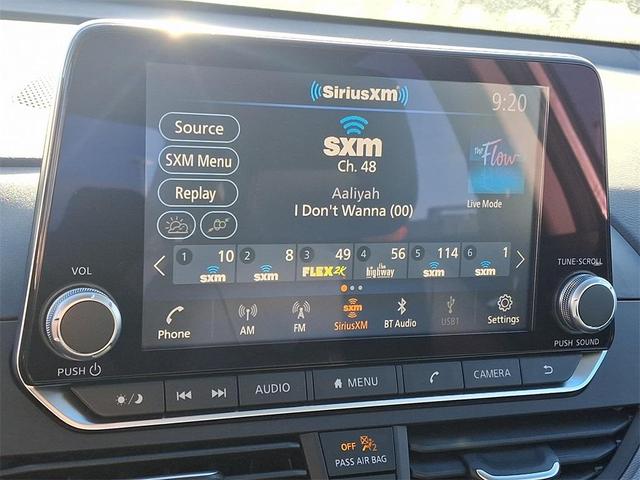 SiriusXM
9:20
Source
SXM Menu
Replay
sxm
Ch. 48
Aaliyah
I Don't Wanna (00)
The Flow
Live Mode
1 10 sxm
2 8 sxm
3 49 FLEX2K
4 56 the highway
5 114 sxm
6 1 sxm
Phone
AM
FM
sxm
SiriusXM
BT Audio
USB1
Settings
VOL
PUSH
TUNE·SCROLL
PUSH SOUND
AUDIO
MENU
CAMERA
OFF 2
PASS AIR BAG